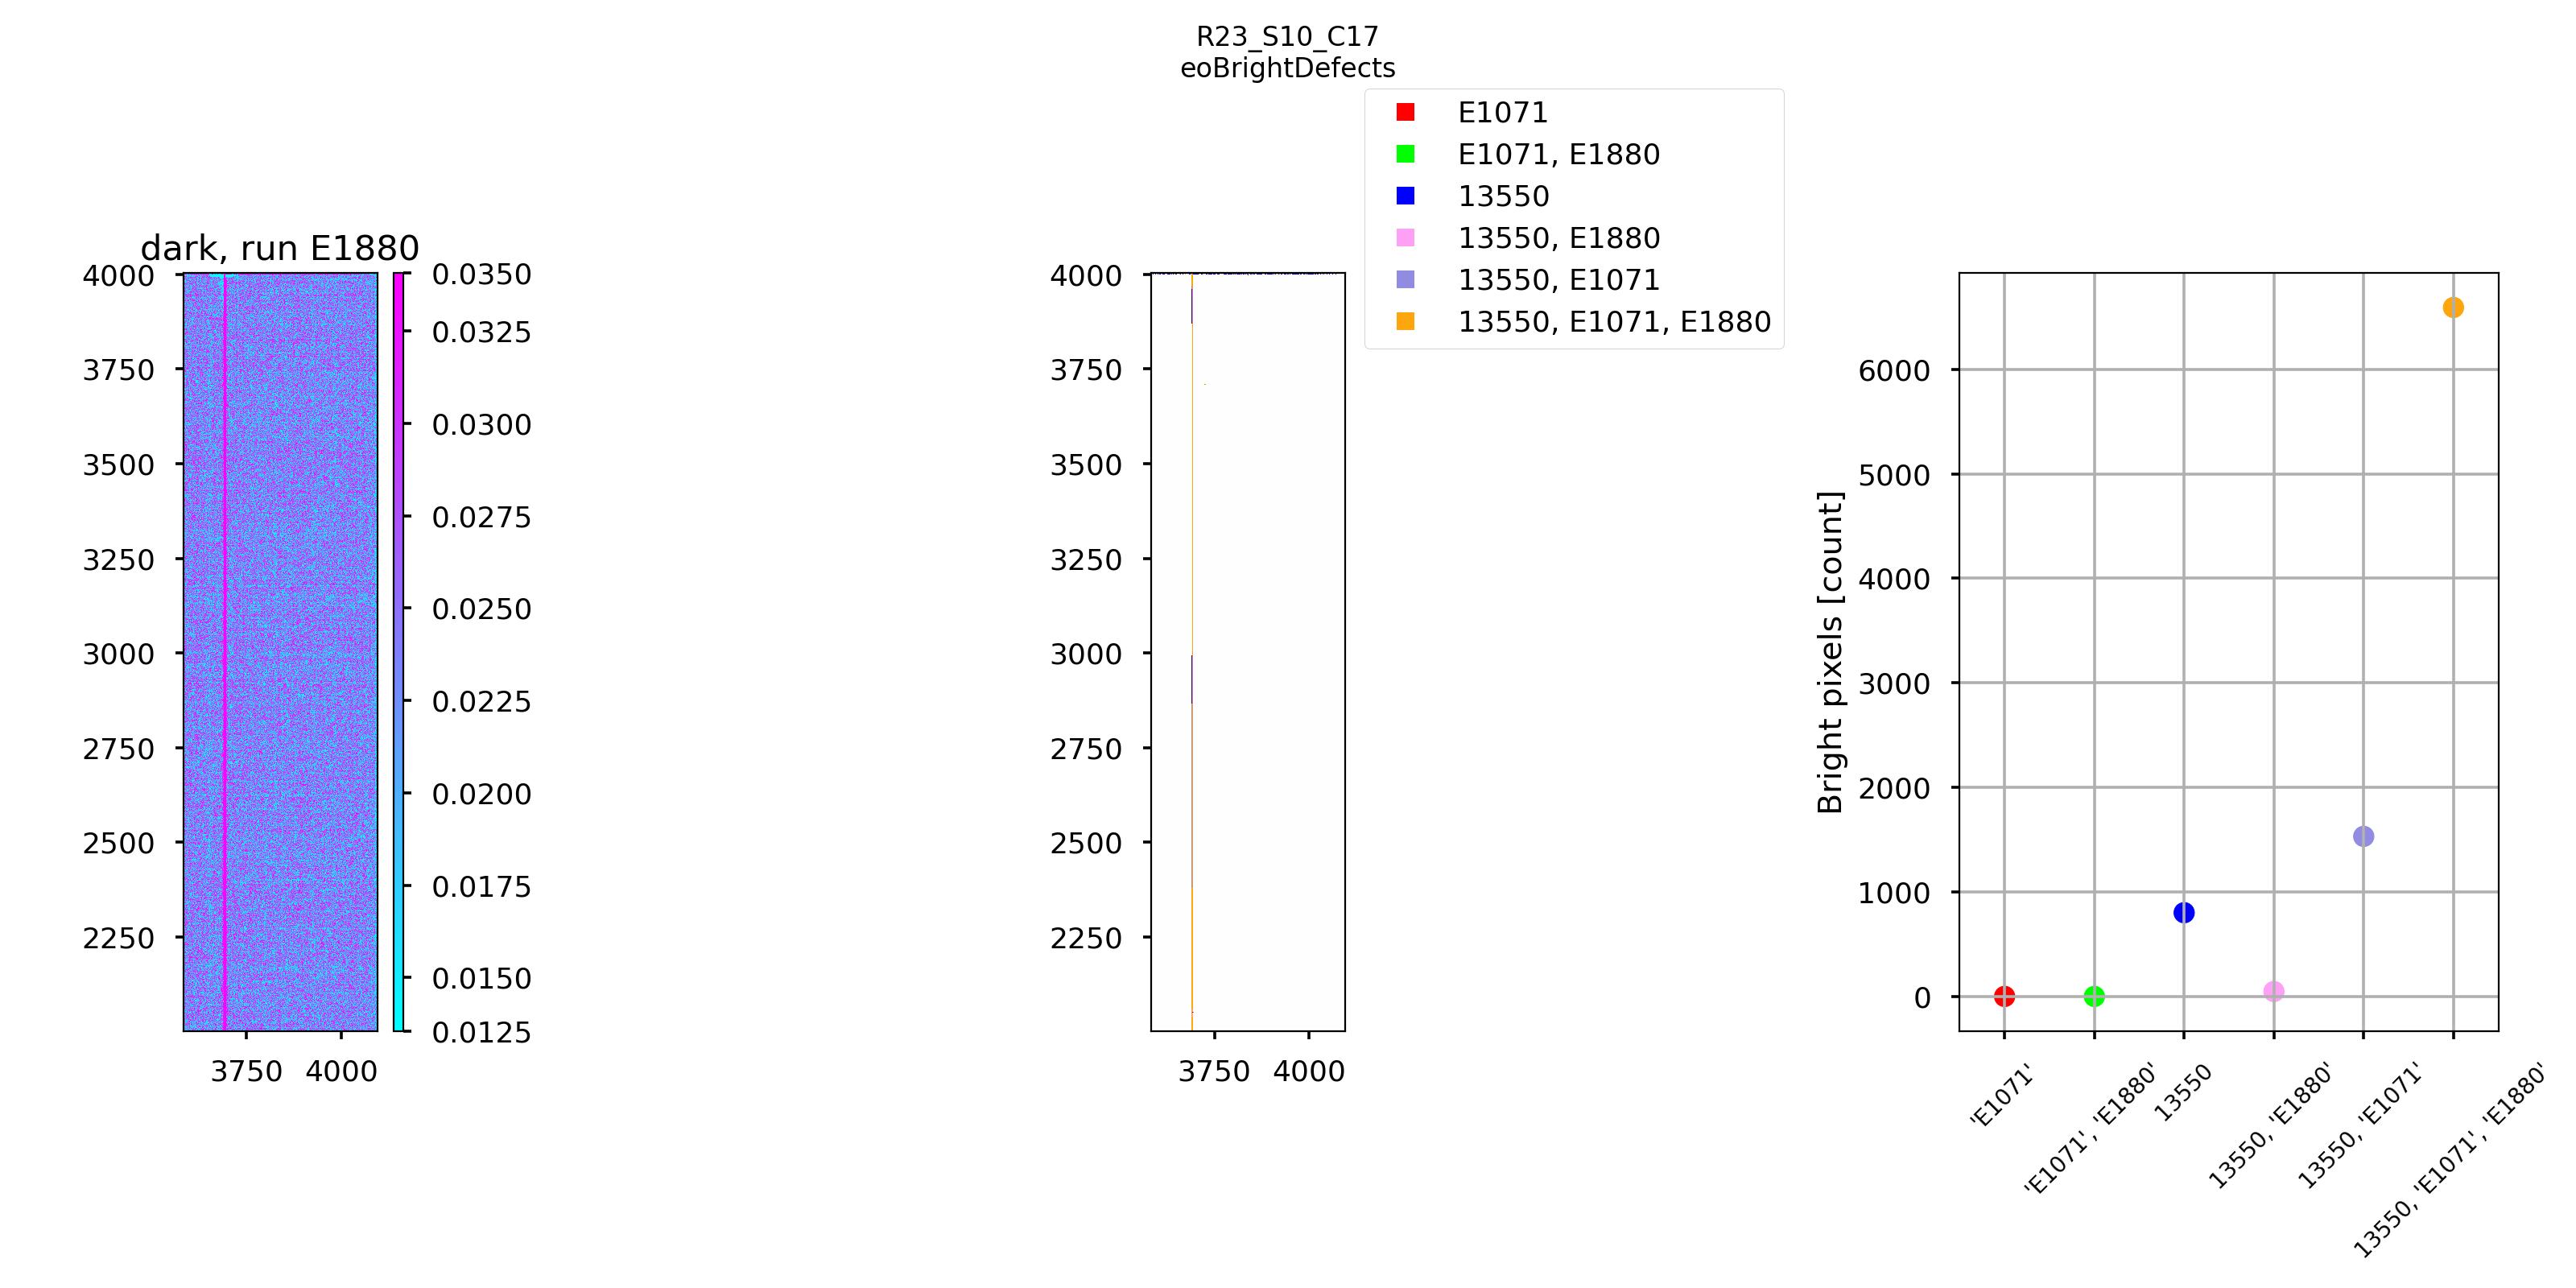 R23_S10_C17
eoBrightDefects
E1071
E1071, E1880
13550
13550, E1880
13550, E1071
13550, E1071, E1880
dark, run E1880
4000
3750
3500
3250
3000
2750
2500
2250
3750 4000
0.0350
0.0325
0.0300
0.0275
0.0250
0.0225
0.0200
0.0175
0.0150
0.0125
4000
3750
3500
3250
3000
2750
2500
2250
3750 4000
Bright pixels [count]
6000
5000
4000
3000
2000
1000
0
'E1071'
'E1071', 'E1880'
13550
13550, 'E1880'
13550, 'E1071'
13550, 'E1071', 'E1880'